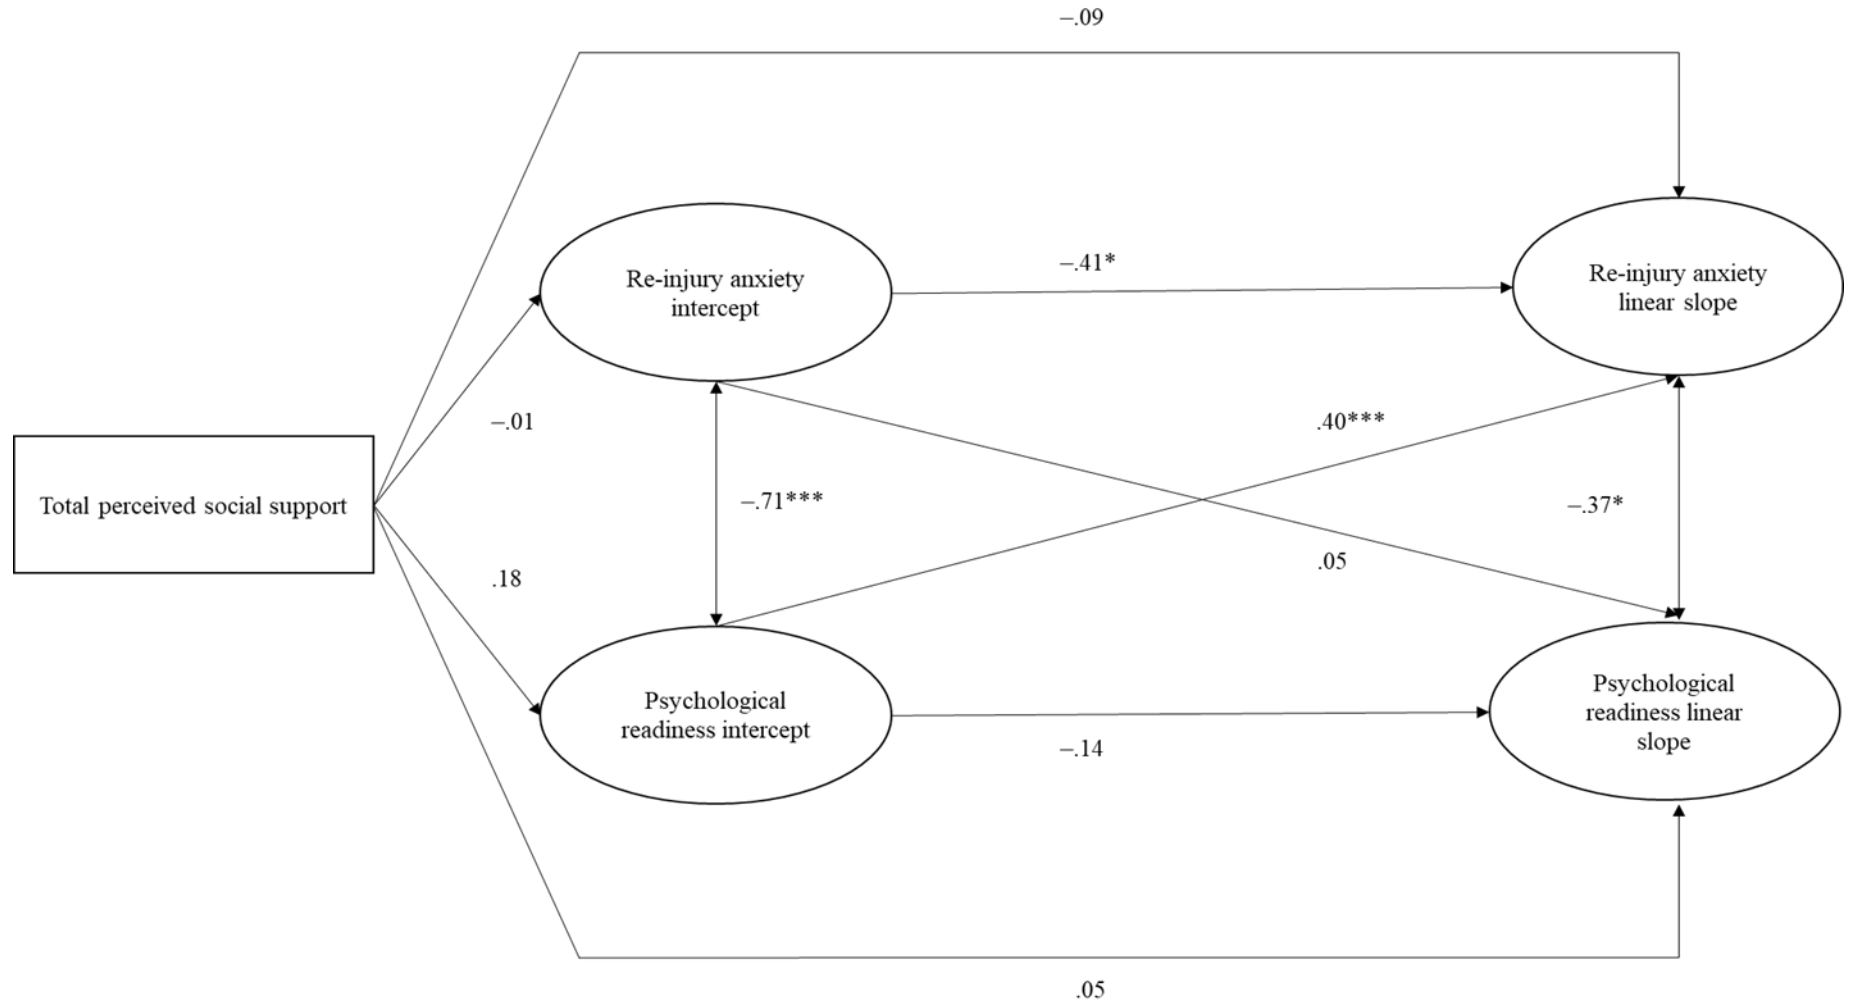 –.09
Re-injury anxiety
intercept
–.41*
Re-injury anxiety
linear slope
–.01
.40***
Total perceived social support
–.71***
–.37*
.18
.05
Psychological
readiness intercept
–.14
Psychological
readiness linear
slope
.05